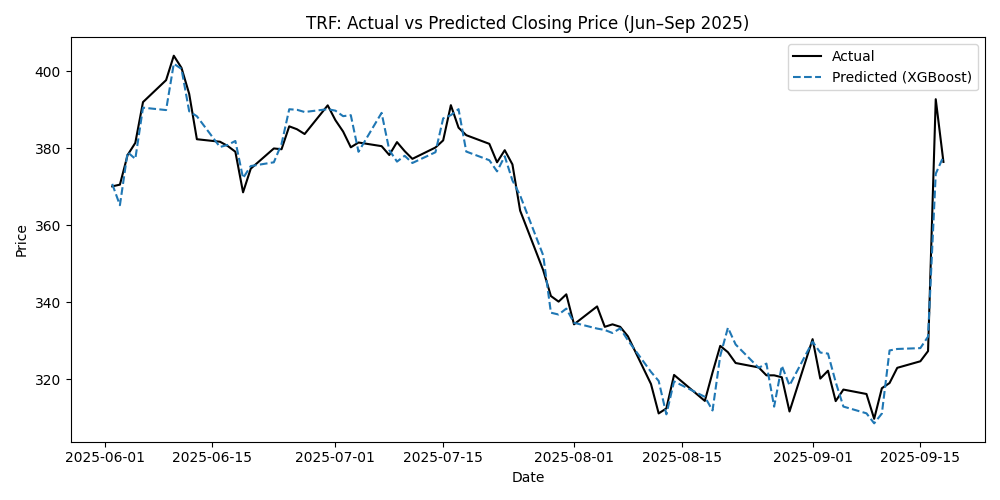 TRF: Actual vs Predicted Closing Price (Jun–Sep 2025)
Actual
Predicted (XGBoost)
Price
400
380
360
340
320
2025-06-01 2025-06-15 2025-07-01 2025-07-15 2025-08-01 2025-08-15 2025-09-01 2025-09-15
Date